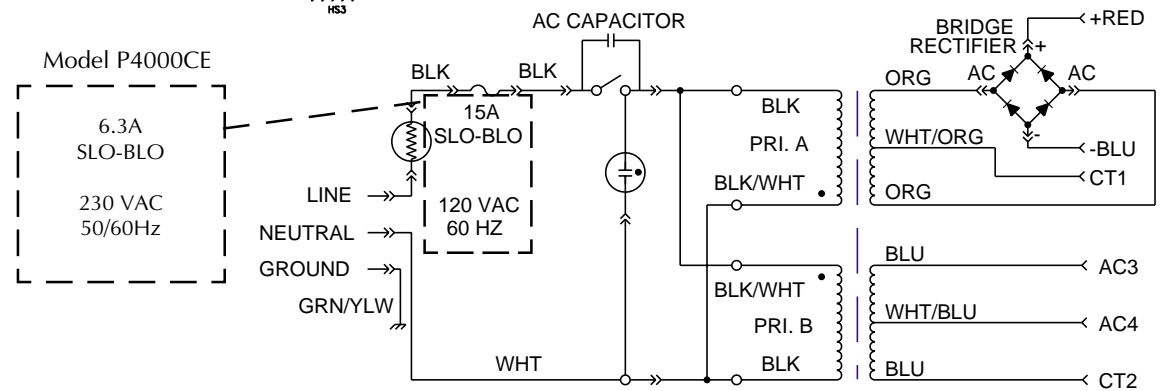 HS3
AC CAPACITOR
+RED
BRIDGE
RECTIFIER
+
Model P4000CE
BLK
BLK
ORG
AC
AC
6.3A
SLO-BLO
15A
SLO-BLO
BLK
PRI. A
WHT/ORG
-
-BLU
CT1
BLK/WHT
ORG
230 VAC
50/60Hz
LINE
120 VAC
60 HZ
NEUTRAL
GROUND
GRN/YLW
BLU
AC3
BLK/WHT
WHT/BLU
PRI. B
AC4
WHT
BLK
BLU
CT2